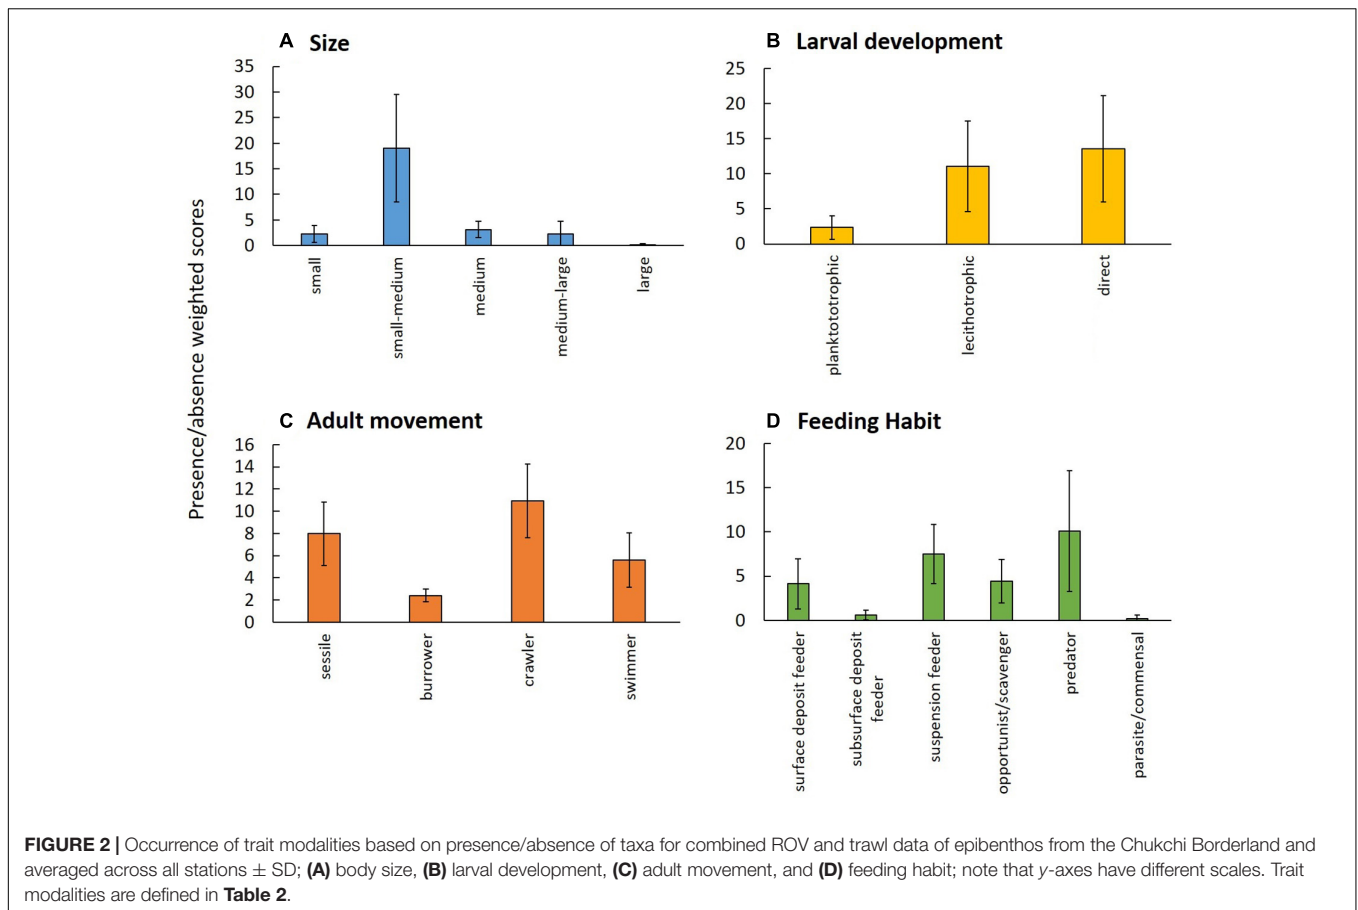 Presence/absence weighted scores
A Size
35
30
25
20
15
10
5
0
small
small-medium
medium
medium-large
large
B Larval development
25
20
15
10
5
0
planktototrophic
lecithotrophic
direct
C Adult movement
16
14
12
10
8
6
4
2
0
sessile
burrower
crawler
swimmer
D Feeding Habit
20
15
10
5
0
surface deposit feeder
subsurface deposit
feeder
suspension feeder
opportunist/scavenger
predator
parasite/commensal
FIGURE 2 | Occurrence of trait modalities based on presence/absence of taxa for combined ROV and trawl data of epibenthos from the Chukchi Borderland and
averaged across all stations ± SD; (A) body size, (B) larval development, (C) adult movement, and (D) feeding habit; note that y-axes have different scales. Trait
modalities are defined in Table 2.